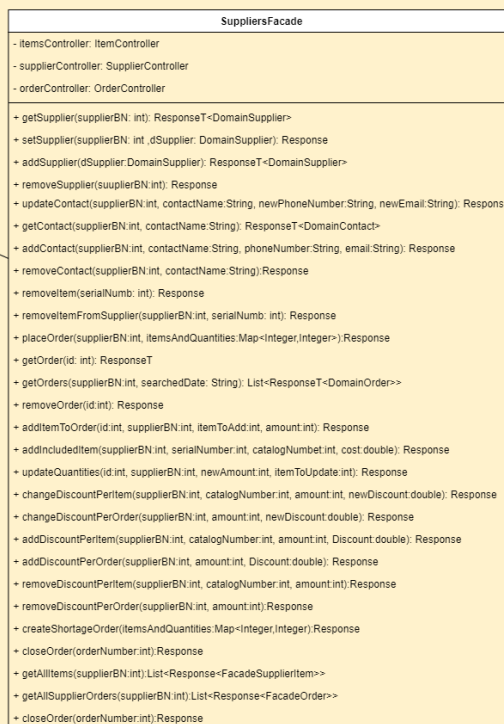 SuppliersFacade
- itemsController: ItemController
- supplierController: SupplierController
- orderController: OrderController
+ getSupplier(supplierBN: int): ResponseT<DomainSupplier>
+ setSupplier(supplierBN: int ,dSupplier: DomainSupplier): Response
+ addSupplier(dSupplier:DomainSupplier): ResponseT<DomainSupplier>
+ removeSupplier(suuplierBN:int): Response
+ updateContact(supplierBN:int, contactName:String, newPhoneNumber:String, newEmail:String): Respons
+ getContact(supplierBN:int, contactName:String): ResponseT<DomainContact>
+ addContact(supplierBN:int, contactName:String, phoneNumber:String, email:String): Response
+ removeContact(supplierBN:int, contactName:String):Response
+ removeItem(serialNumb: int): Response
+ removeItemFromSupplier(supplierBN:int, serialNumb: int): Response
+ placeOrder(supplierBN:int, itemsAndQuantities:Map<Integer,Integer>):Response
+ getOrder(id: int): ResponseT
+ getOrders(supplierBN:int, searchedDate: String): List<ResponseT<DomainOrder>>
+ removeOrder(id:int): Response
+ addItemToOrder(id:int, supplierBN:int, itemToAdd:int, amount:int): Response
+ addIncludedItem(supplierBN:int, serialNumber:int, catalogNumbet:int, cost:double): Response
+ updateQuantities(id:int, supplierBN:int, newAmount:int, itemToUpdate:int): Response
+ changeDiscountPerItem(supplierBN:int, catalogNumber:int, amount:int, newDiscount:double): Response
+ changeDiscountPerOrder(supplierBN:int, amount:int, newDiscount:double): Response
+ addDiscountPerItem(supplierBN:int, catalogNumber:int, amount:int, Discount:double): Response
+ addDiscountPerOrder(supplierBN:int, amount:int, Discount:double): Response
+ removeDiscountPerItem(supplierBN:int, catalogNumber:int, amount:int):Response
+ removeDiscountPerOrder(supplierBN:int, amount:int):Response
+ createShortageOrder(itemsAndQuantities:Map<Integer,Integer):Response
+ closeOrder(orderNumber:int):Response
+ getAllItems(supplierBN:int):List<Response<FacadeSupplierItem>>
+ getAllSupplierOrders(supplierBN:int):List<Response<FacadeOrder>>
+ closeOrder(orderNumber:int):Response